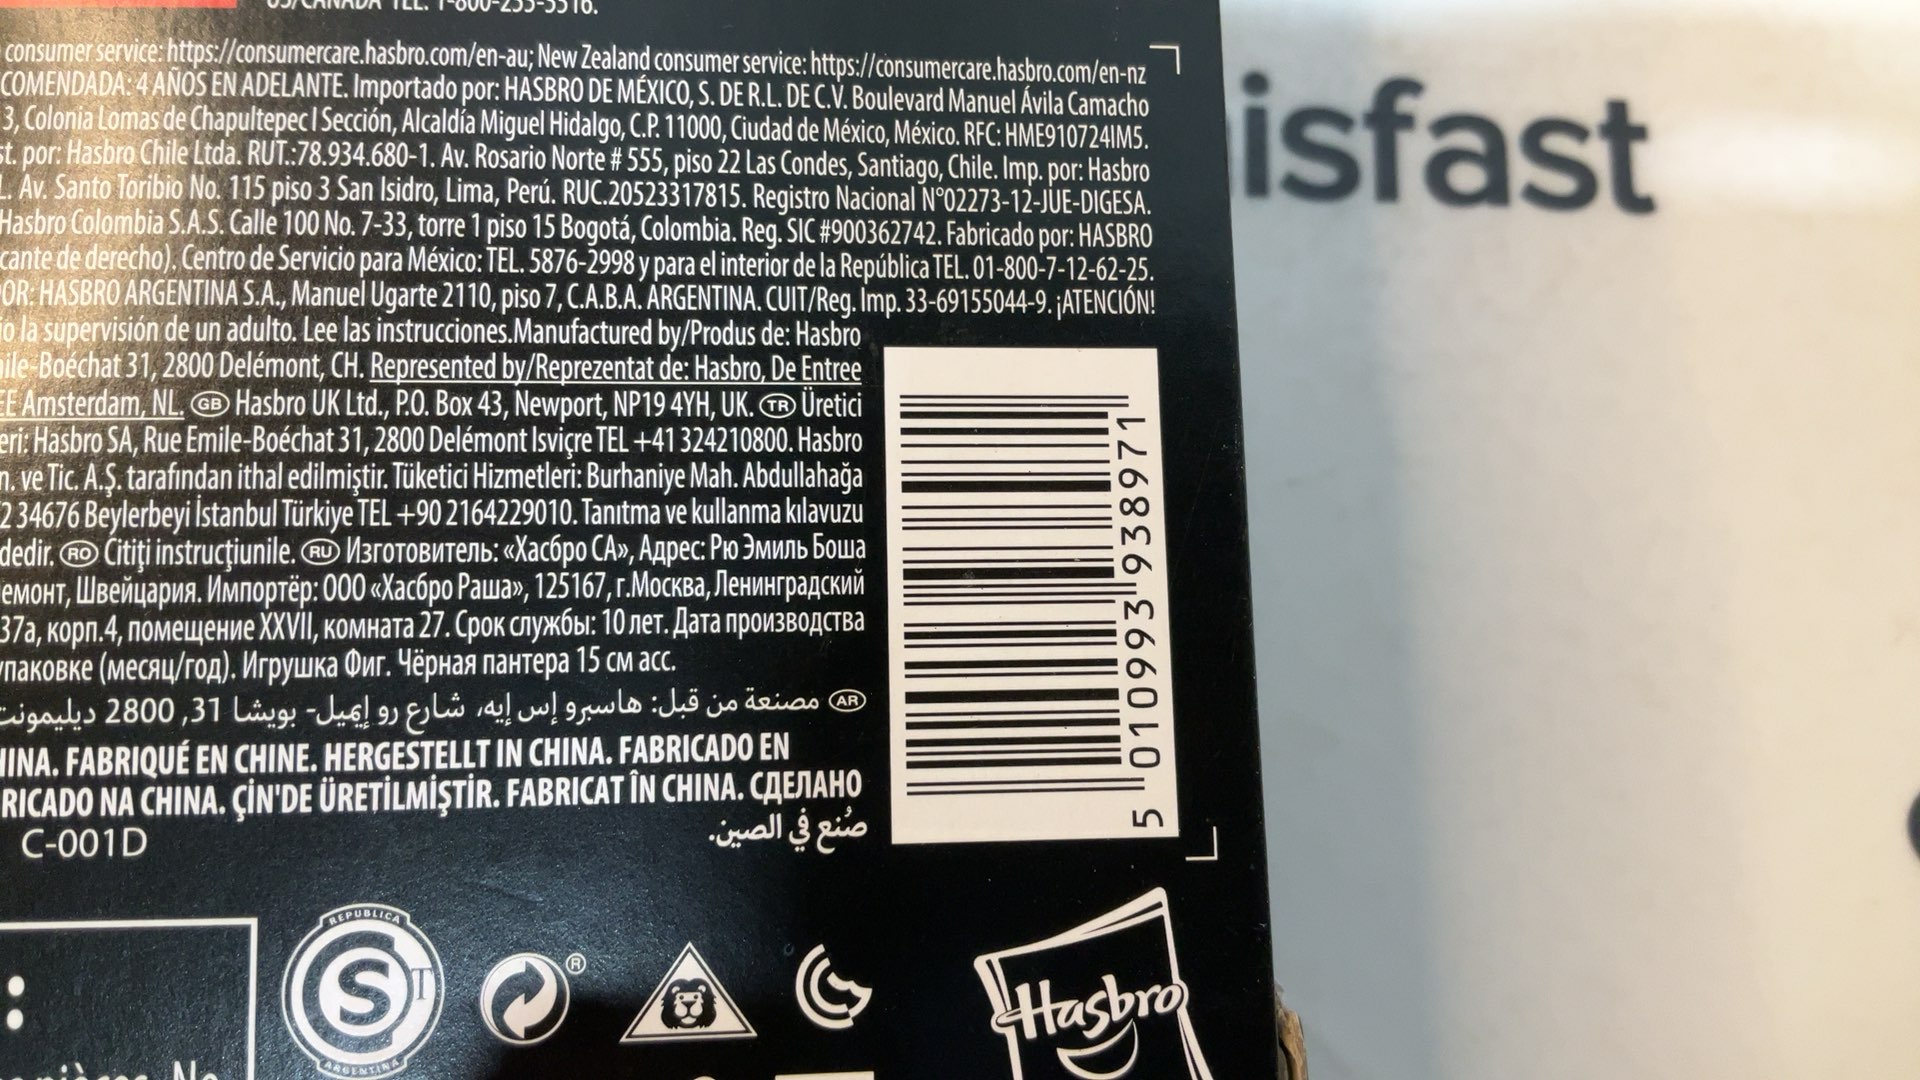 US/CANADA TEL. 1-800-255-5516.
consumer service: https://consumercare.hasbro.com/en-au; New Zealand consumer service: https://consumercare.hasbro.com/en-nz
COMENDADA: 4 AÑOS EN ADELANTE. Importado por: HASBRO DE MÉXICO, S. DE R.L. DE C.V. Boulevard Manuel Ávila Camacho
3, Colonia Lomas de Chapultepec I Sección, Alcaldía Miguel Hidalgo, C.P. 11000, Ciudad de México, México. RFC: HME910724IM5.
st. por: Hasbro Chile Ltda. RUT.:78.934.680-1. Av. Rosario Norte # 555, piso 22 Las Condes, Santiago, Chile. Imp. por: Hasbro
L. Av. Santo Toribio No. 115 piso 3 San Isidro, Lima, Perú. RUC.20523317815. Registro Nacional N°02273-12-JUE-DIGESA.
Hasbro Colombia S.A.S. Calle 100 No. 7-33, torre 1 piso 15 Bogotá, Colombia. Reg. SIC #900362742. Fabricado por: HASBRO
cante de derecho). Centro de Servicio para México: TEL. 5876-2998 y para el interior de la República TEL. 01-800-7-12-62-25.
OR: HASBRO ARGENTINA S.A., Manuel Ugarte 2110, piso 7, C.A.B.A. ARGENTINA. CUIT/Reg. Imp. 33-69155044-9. ¡ATENCIÓN!
jo la supervisión de un adulto. Lee las instrucciones.Manufactured by/Produs de: Hasbro
ile-Boéchat 31, 2800 Delémont, CH. Represented by/Reprezentat de: Hasbro, De Entree
EE Amsterdam, NL. GB Hasbro UK Ltd., P.O. Box 43, Newport, NP19 4YH, UK. TR Üretici
eri: Hasbro SA, Rue Emile-Boéchat 31, 2800 Delémont Isviçre TEL +41 324210800. Hasbro
n. ve Tic. A.Ş. tarafından ithal edilmiştir. Tüketici Hizmetleri: Burhaniye Mah. Abdullahağa
2 34676 Beylerbeyi İstanbul Türkiye TEL +90 2164229010. Tanıtma ve kullanma kılavuzu
dedir. RO Citiţi instrucţiunile. RU Изготовитель: «Хасбро СА», Адрес: Рю Эмиль Боша
емонт, Швейцария. Импортёр: ООО «Хасбро Раша», 125167, г.Москва, Ленинградский
37а, корп.4, помещение XXVII, комната 27. Срок службы: 10 лет. Дата производства
упаковке (месяц/год). Игрушка Фиг. Чёрная пантера 15 см асс.
AR مصنعة من قبل: هاسبرو إس إيه، شارع رو إيميل- بويشا 31, 2800 ديليمونت
HINA. FABRIQUÉ EN CHINE. HERGESTELLT IN CHINA. FABRICADO EN
RICADO NA CHINA. ÇİN'DE ÜRETİLMİŞTİR. FABRICAT ÎN CHINA. СДЕЛАНО
صُنع في الصين.
C-001D
5 010993 938971
REPUBLICA
S T
ARGENTINA
®
Hasbro
pièces. No
isfast